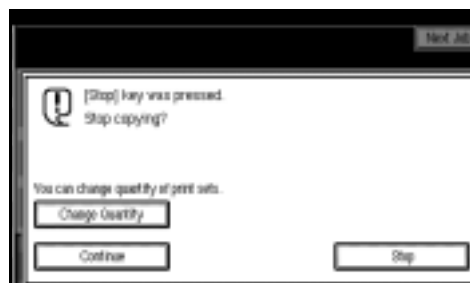 Next Job
[Stop] key was pressed.
Stop copying?
You can change quantity of print sets.
Change Quantity
Continue
Stop